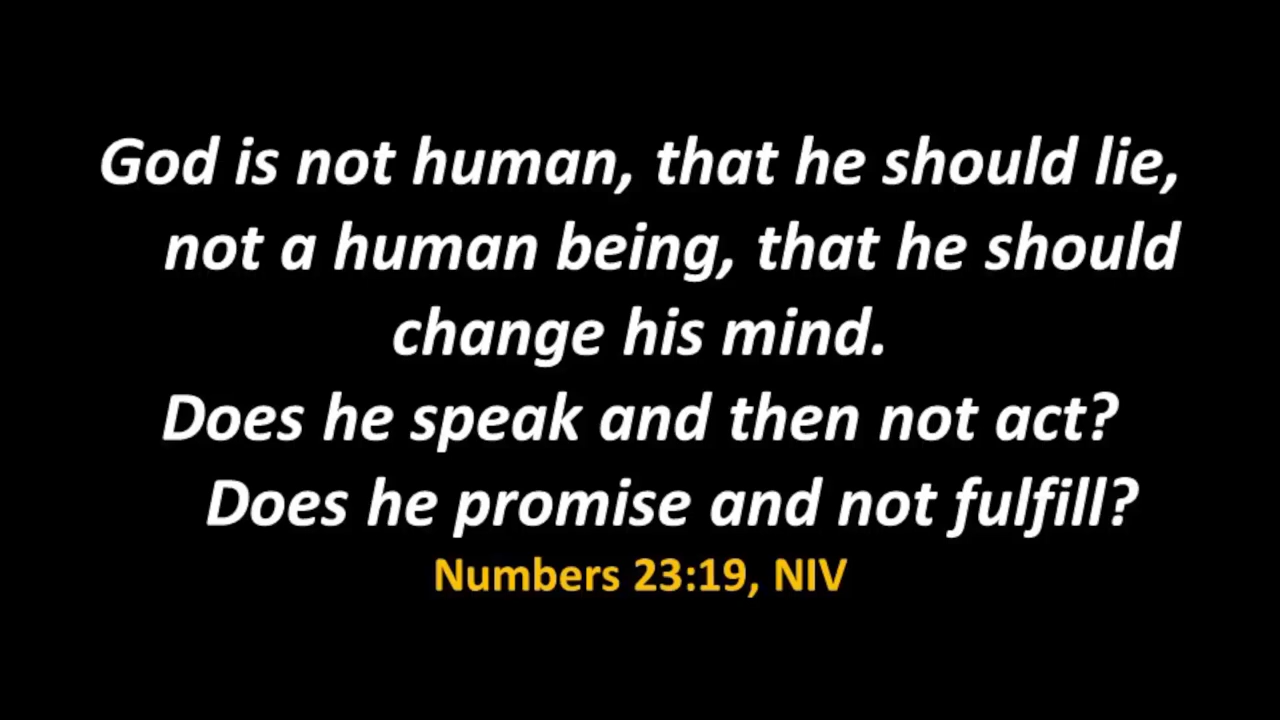 God is not human, that he should lie,
not a human being, that he should
change his mind.
Does he speak and then not act?
Does he promise and not fulfill?
Numbers 23:19, NIV